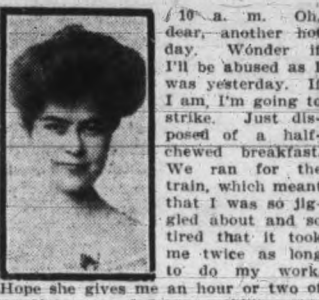 10 a. m. Oh,
dear, another hot
day. Wonder if
I'll be abused as I
was yesterday. If
I am, I'm going to
strike. Just dis-
posed of a half-
chewed breakfast.
We ran for the
train, which meant
that I was so jig-
gled about and so
tired that it took
me twice as long
to do my work.
Hope she gives me an hour or two of